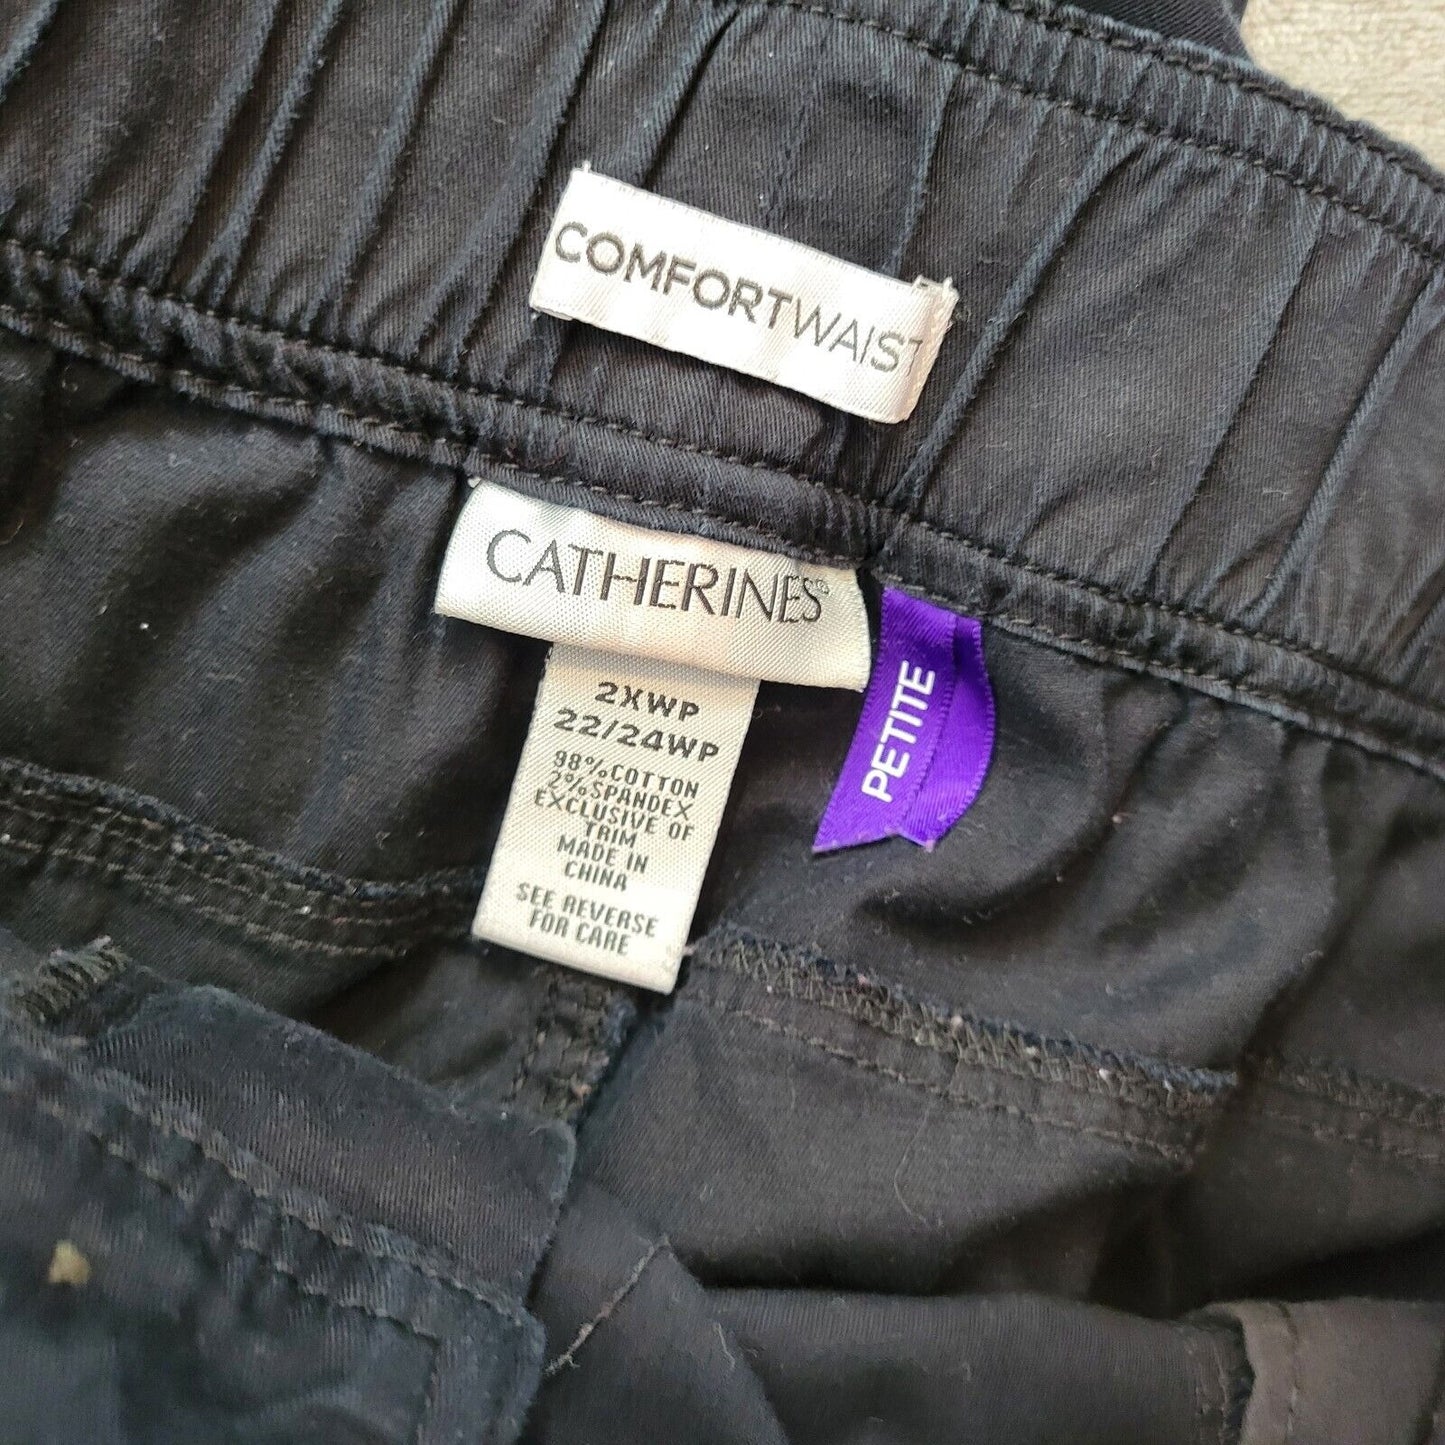 COMFORTWAIST
CATHERINES®
2XWP
22/24WP
98%COTTON
2%SPANDEX
EXCLUSIVE OF
TRIM
MADE IN
CHINA
SEE REVERSE
FOR CARE
PETITE